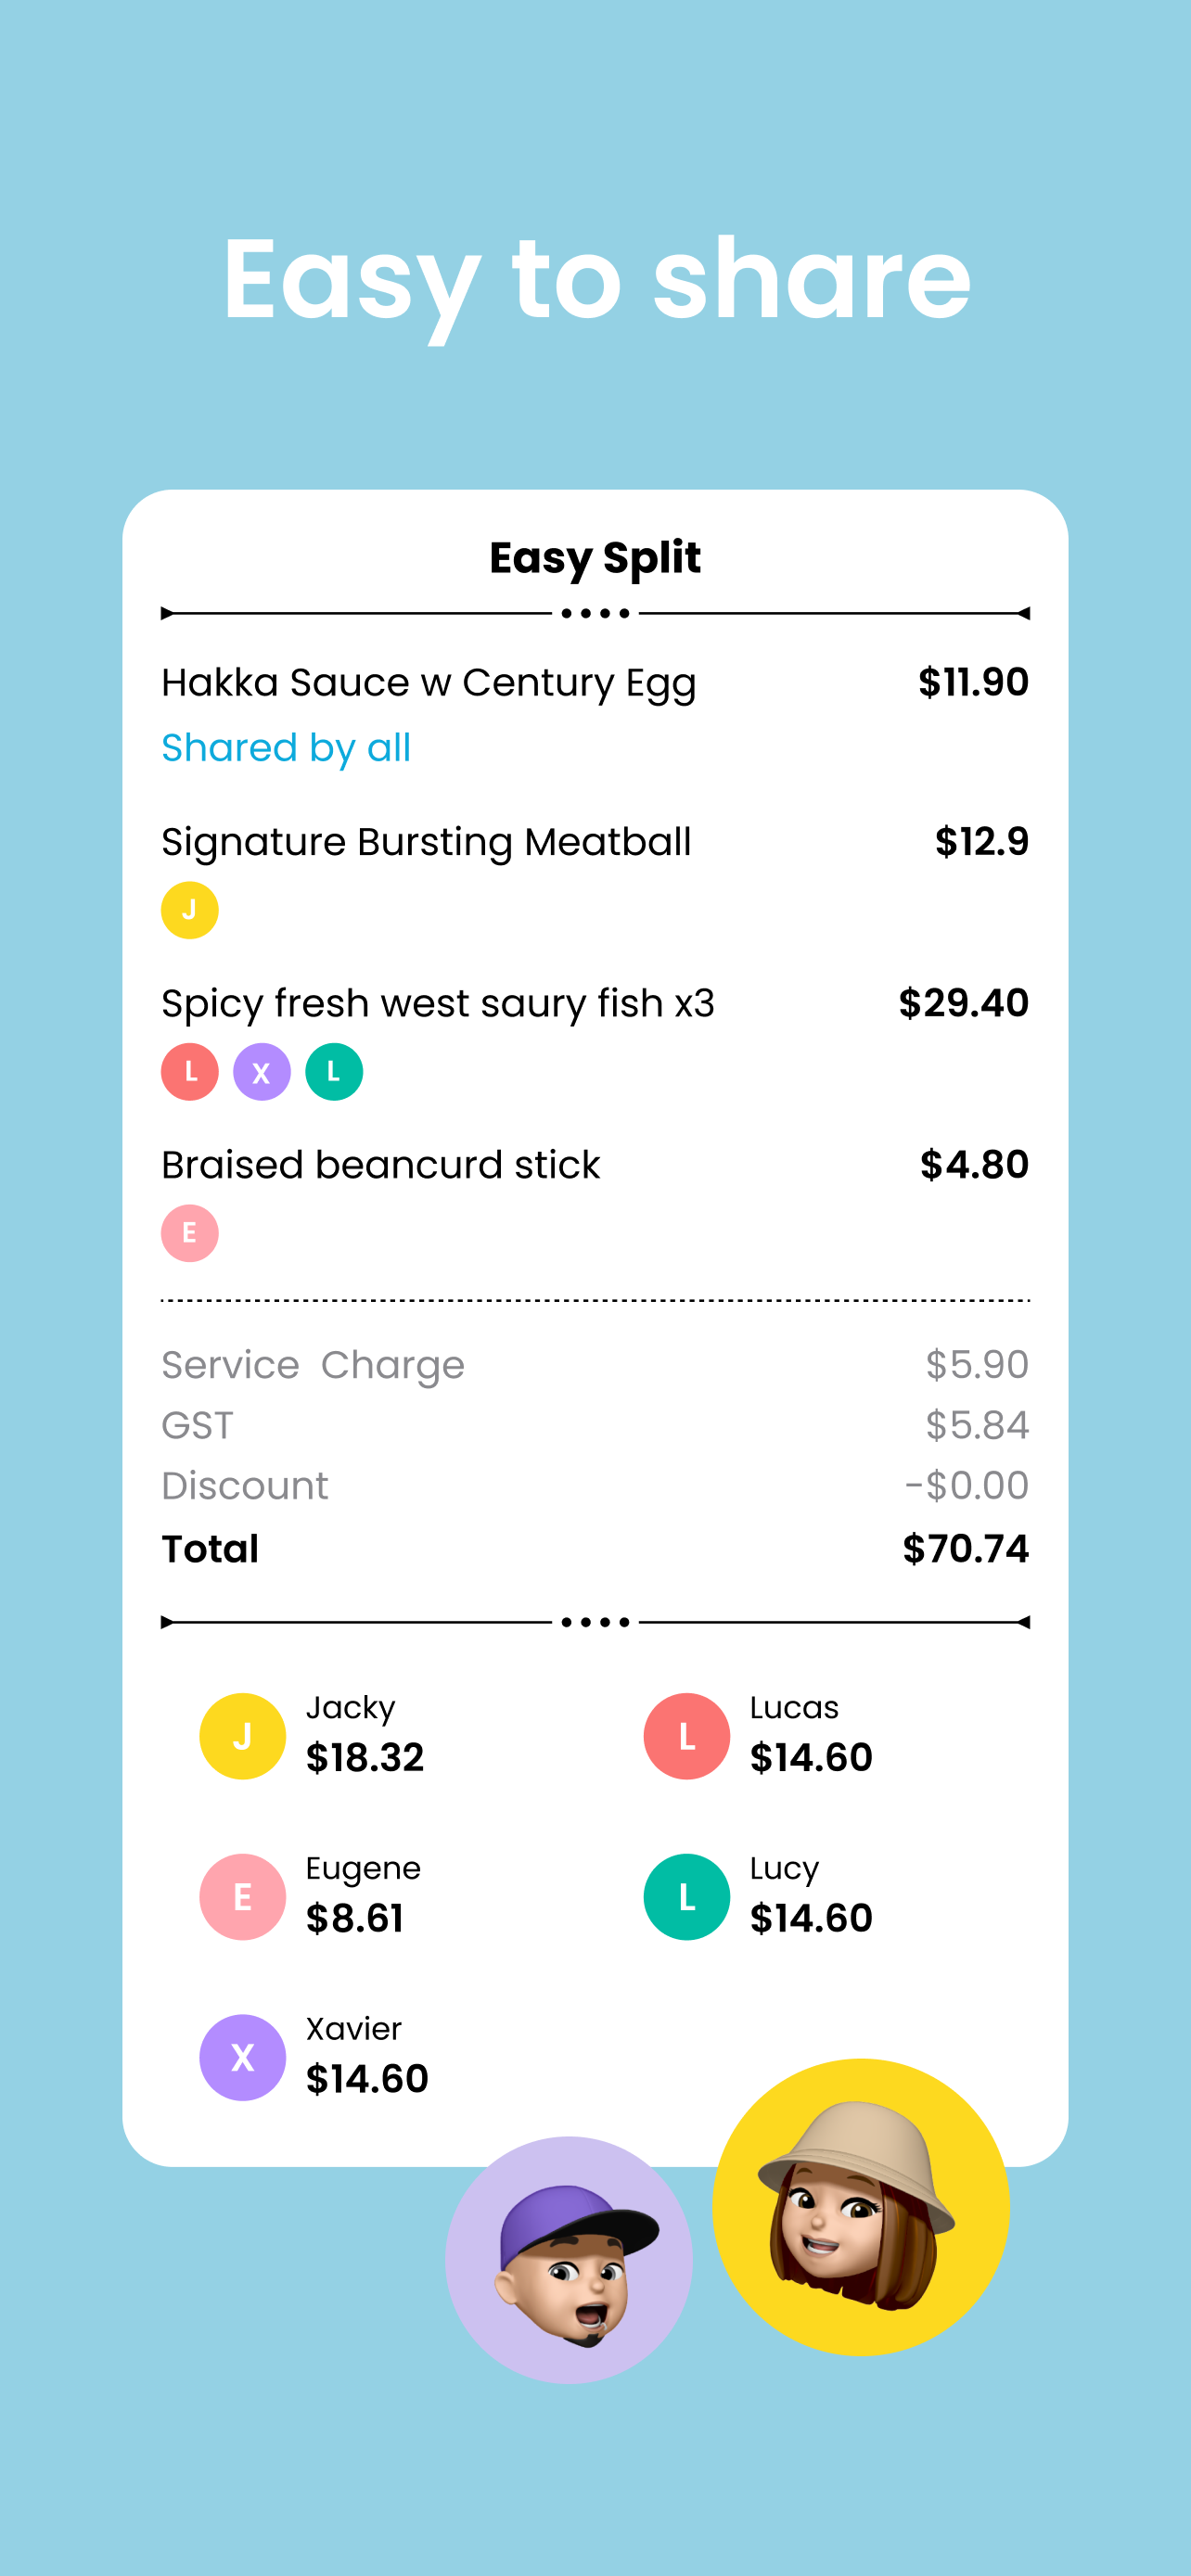 Easy to share
Easy Split
Hakka Sauce w Century Egg $11.90
Shared by all
Signature Bursting Meatball $12.9
J
Spicy fresh west saury fish x3 $29.40
L X L
Braised beancurd stick $4.80
E
Service Charge $5.90
GST $5.84
Discount -$0.00
Total $70.74
J Jacky $18.32
L Lucas $14.60
E Eugene $8.61
L Lucy $14.60
X Xavier $14.60